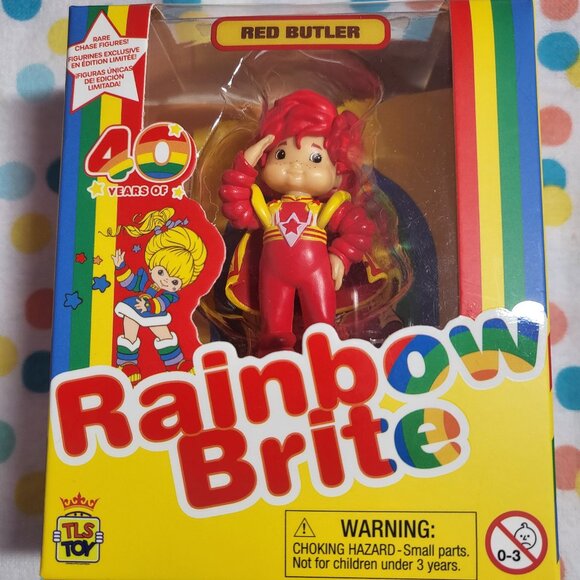 RED BUTLER
RARE
CHASE FIGURES!
FIGURINES EXCLUSIVE
EN ÉDITION LIMITÉE!
¡FIGURAS ÚNICAS
DE! EDICIÓN
LIMITADA!
40
YEARS OF
Rainbow
Brite
TLS
TOY
WARNING:
CHOKING HAZARD - Small parts.
Not for children under 3 years.
0-3